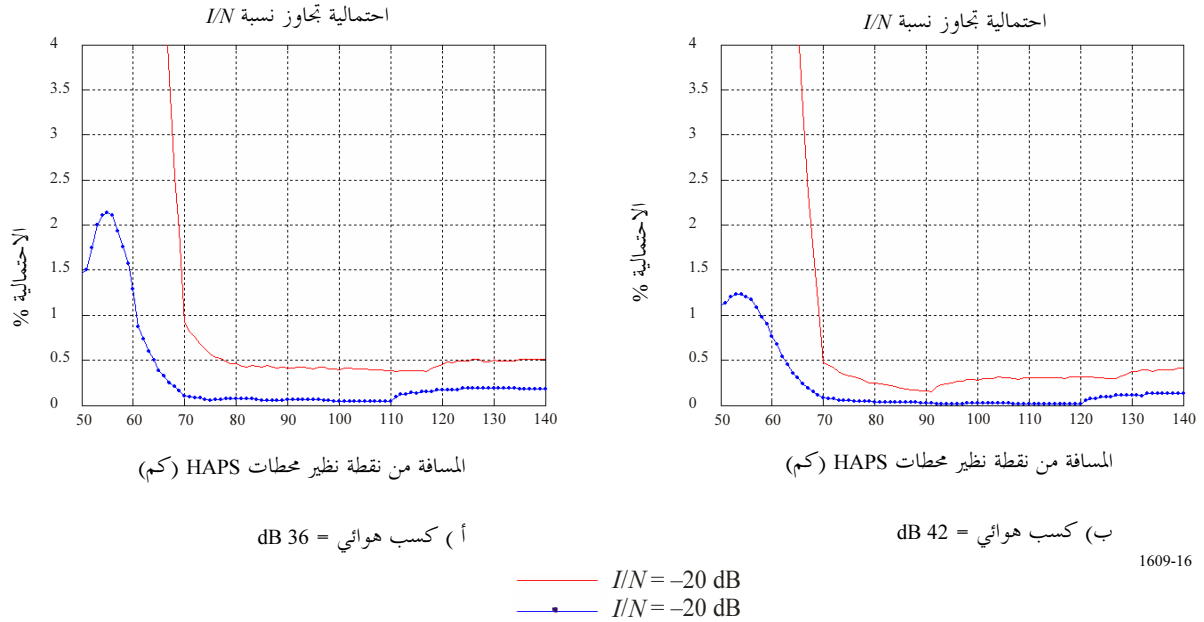 احتمالية تجاوز نسبة I/N
4
3.5
3
2.5
2
1.5
1
0.5
0
50 60 70 80 90 100 110 120 130 140
الاحتمالية %
المسافة من نقطة نظير محطات HAPS (كم)
أ ) كسب هوائي = 36 dB
احتمالية تجاوز نسبة I/N
4
3.5
3
2.5
2
1.5
1
0.5
0
50 60 70 80 90 100 110 120 130 140
الاحتمالية %
المسافة من نقطة نظير محطات HAPS (كم)
ب) كسب هوائي = 42 dB
1609-16
I/N = –20 dB
I/N = –20 dB